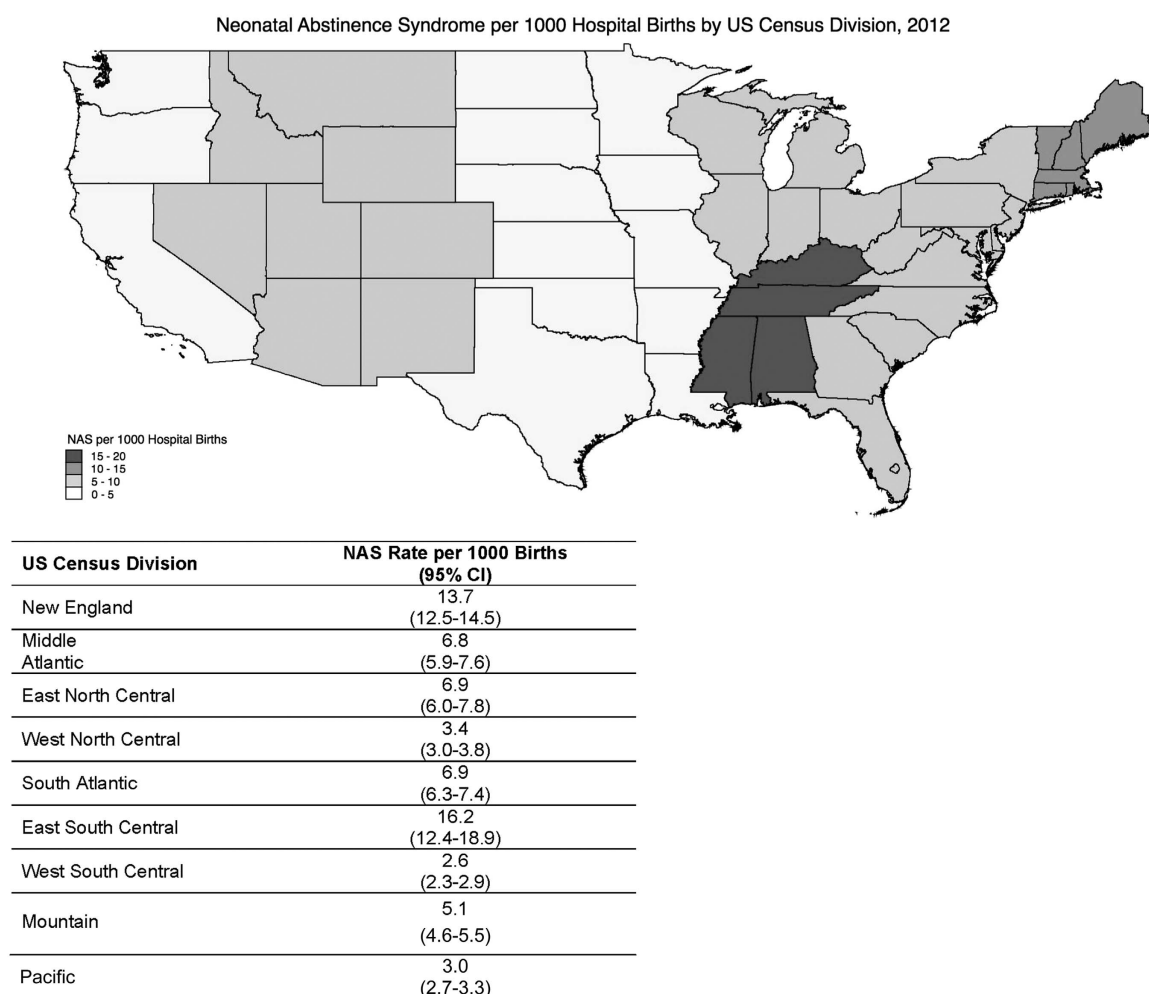 Neonatal Abstinence Syndrome per 1000 Hospital Births by US Census Division, 2012
NAS per 1000 Hospital Births
15 - 20
10 - 15
5 - 10
0 - 5
US Census Division
NAS Rate per 1000 Births
(95% CI)
New England
13.7
(12.5-14.5)
Middle
Atlantic
6.8
(5.9-7.6)
East North Central
6.9
(6.0-7.8)
West North Central
3.4
(3.0-3.8)
South Atlantic
6.9
(6.3-7.4)
East South Central
16.2
(12.4-18.9)
West South Central
2.6
(2.3-2.9)
Mountain
5.1
(4.6-5.5)
Pacific
3.0
(2.7-3.3)